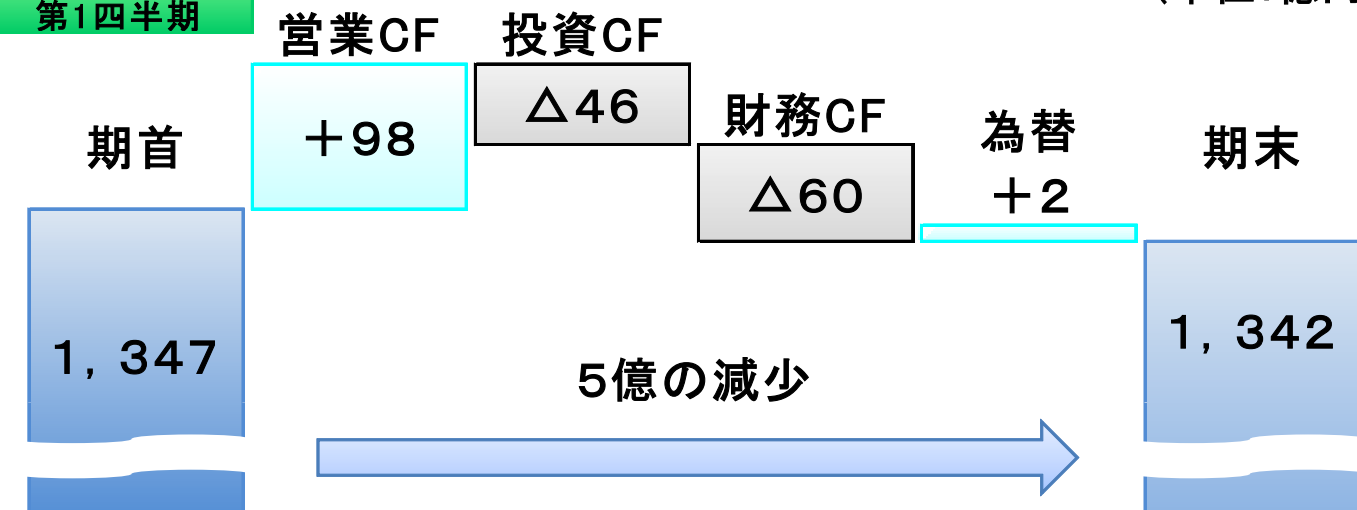 第1四半期
営業CF
投資CF
＋98
△46
財務CF
△60
為替
＋2
期首
期末
1, 347
1, 342
5億の減少